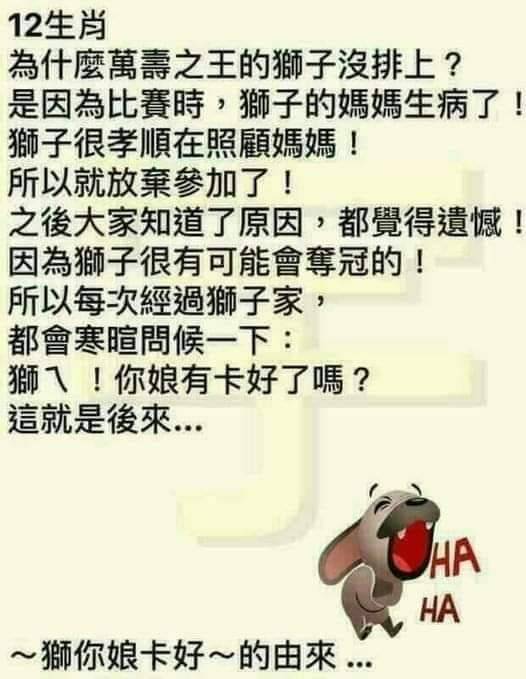 12生肖
為什麼萬壽之王的獅子沒排上？
是因為比賽時，獅子的媽媽生病了！
獅子很孝順在照顧媽媽！
所以就放棄參加了！
之後大家知道了原因，都覺得遺憾！
因為獅子很有可能會奪冠的！
所以每次經過獅子家，
都會寒暄問候一下：
獅ㄟ！你娘有卡好了嗎？
這就是後來...
HA
HA
～獅你娘卡好～的由來...